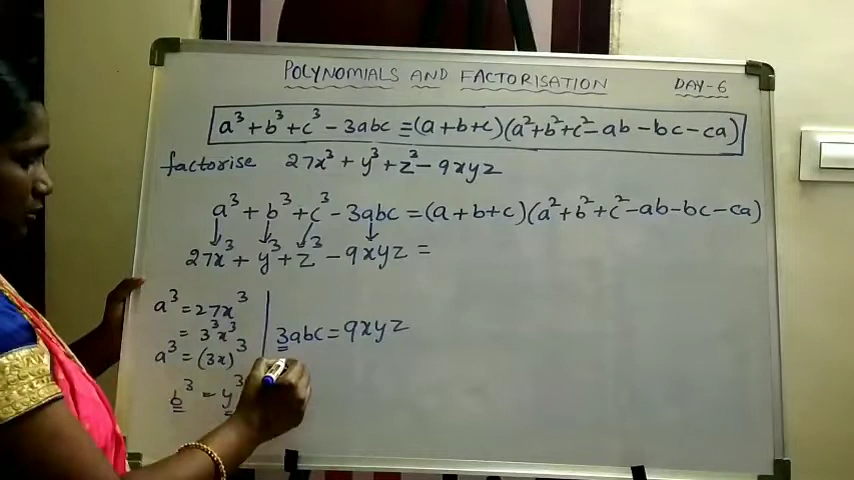 POLYNOMIALS AND FACTORISATION DAY-6
a³+b³+c³-3abc=(a+b+c)(a²+b²+c²-ab-bc-ca)
factorise 27x³+y³+z³-9xyz
a³+b³+c³-3abc=(a+b+c)(a²+b²+c²-ab-bc-ca)
27x³+y³+z³-9xyz=
a³=27x³
=3³x³
a³=(3x)³
b³=y³
3abc=9xyz